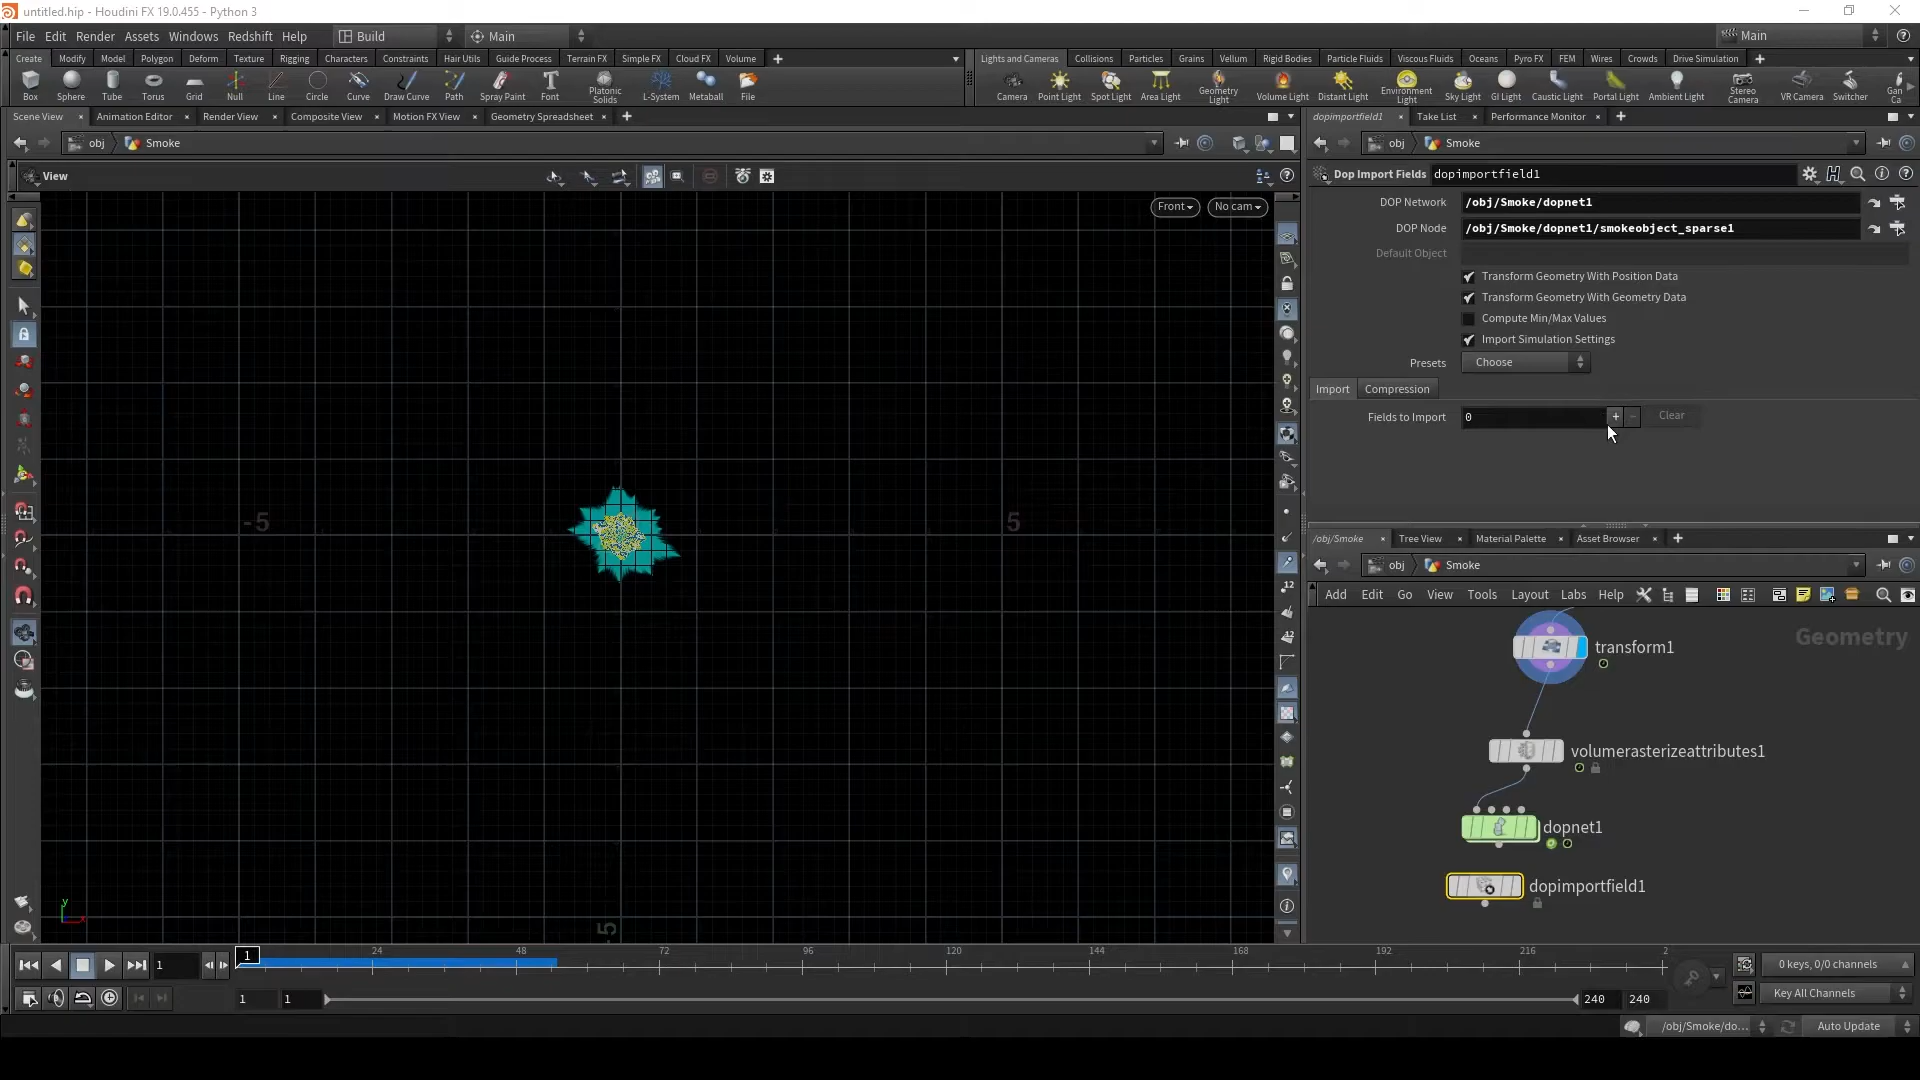 untitled.hip - Houdini FX 19.0.455 - Python 3
File Edit Render Assets Windows Redshift Help Build Main Main
Create Modify Model Polygon Deform Texture Rigging Characters Constraints Hair Utils Guide Process Terrain FX Simple FX Cloud FX Volume
Lights and Cameras Collisions Particles Grains Vellum Rigid Bodies Particle Fluids Viscous Fluids Oceans Pyro FX FEM Wires Crowds Drive Simulation
Box Sphere Tube Torus Grid Null Line Circle Curve Draw Curve Path Spray Paint Font Platonic Solids L-System Metaball File
Camera Point Light Spot Light Area Light Geometry Light Volume Light Distant Light Environment Light Sky Light GI Light Caustic Light Portal Light Ambient Light Stereo Camera VR Camera Switcher Gan Ca
Scene View Animation Editor Render View Composite View Motion FX View Geometry Spreadsheet
dopimportfield1 Take List Performance Monitor
obj Smoke
obj Smoke
View
Dop Import Fields dopimportfield1
Front No cam
DOP Network /obj/Smoke/dopnet1
DOP Node /obj/Smoke/dopnet1/smokeobject_sparse1
Default Object
Transform Geometry With Position Data
Transform Geometry With Geometry Data
Compute Min/Max Values
Import Simulation Settings
Presets Choose
Import Compression
Fields to Import 0 + - Clear
-5 5
-5
y
x
12
12
/obj/Smoke Tree View Material Palette Asset Browser
obj Smoke
Add Edit Go View Tools Layout Labs Help
Geometry
transform1
volumerasterizeattributes1
dopnet1
dopimportfield1
1 1 24 48 72 96 120 144 168 192 216 2
0 keys, 0/0 channels
1 1 240 240
Key All Channels
/obj/Smoke/do... Auto Update